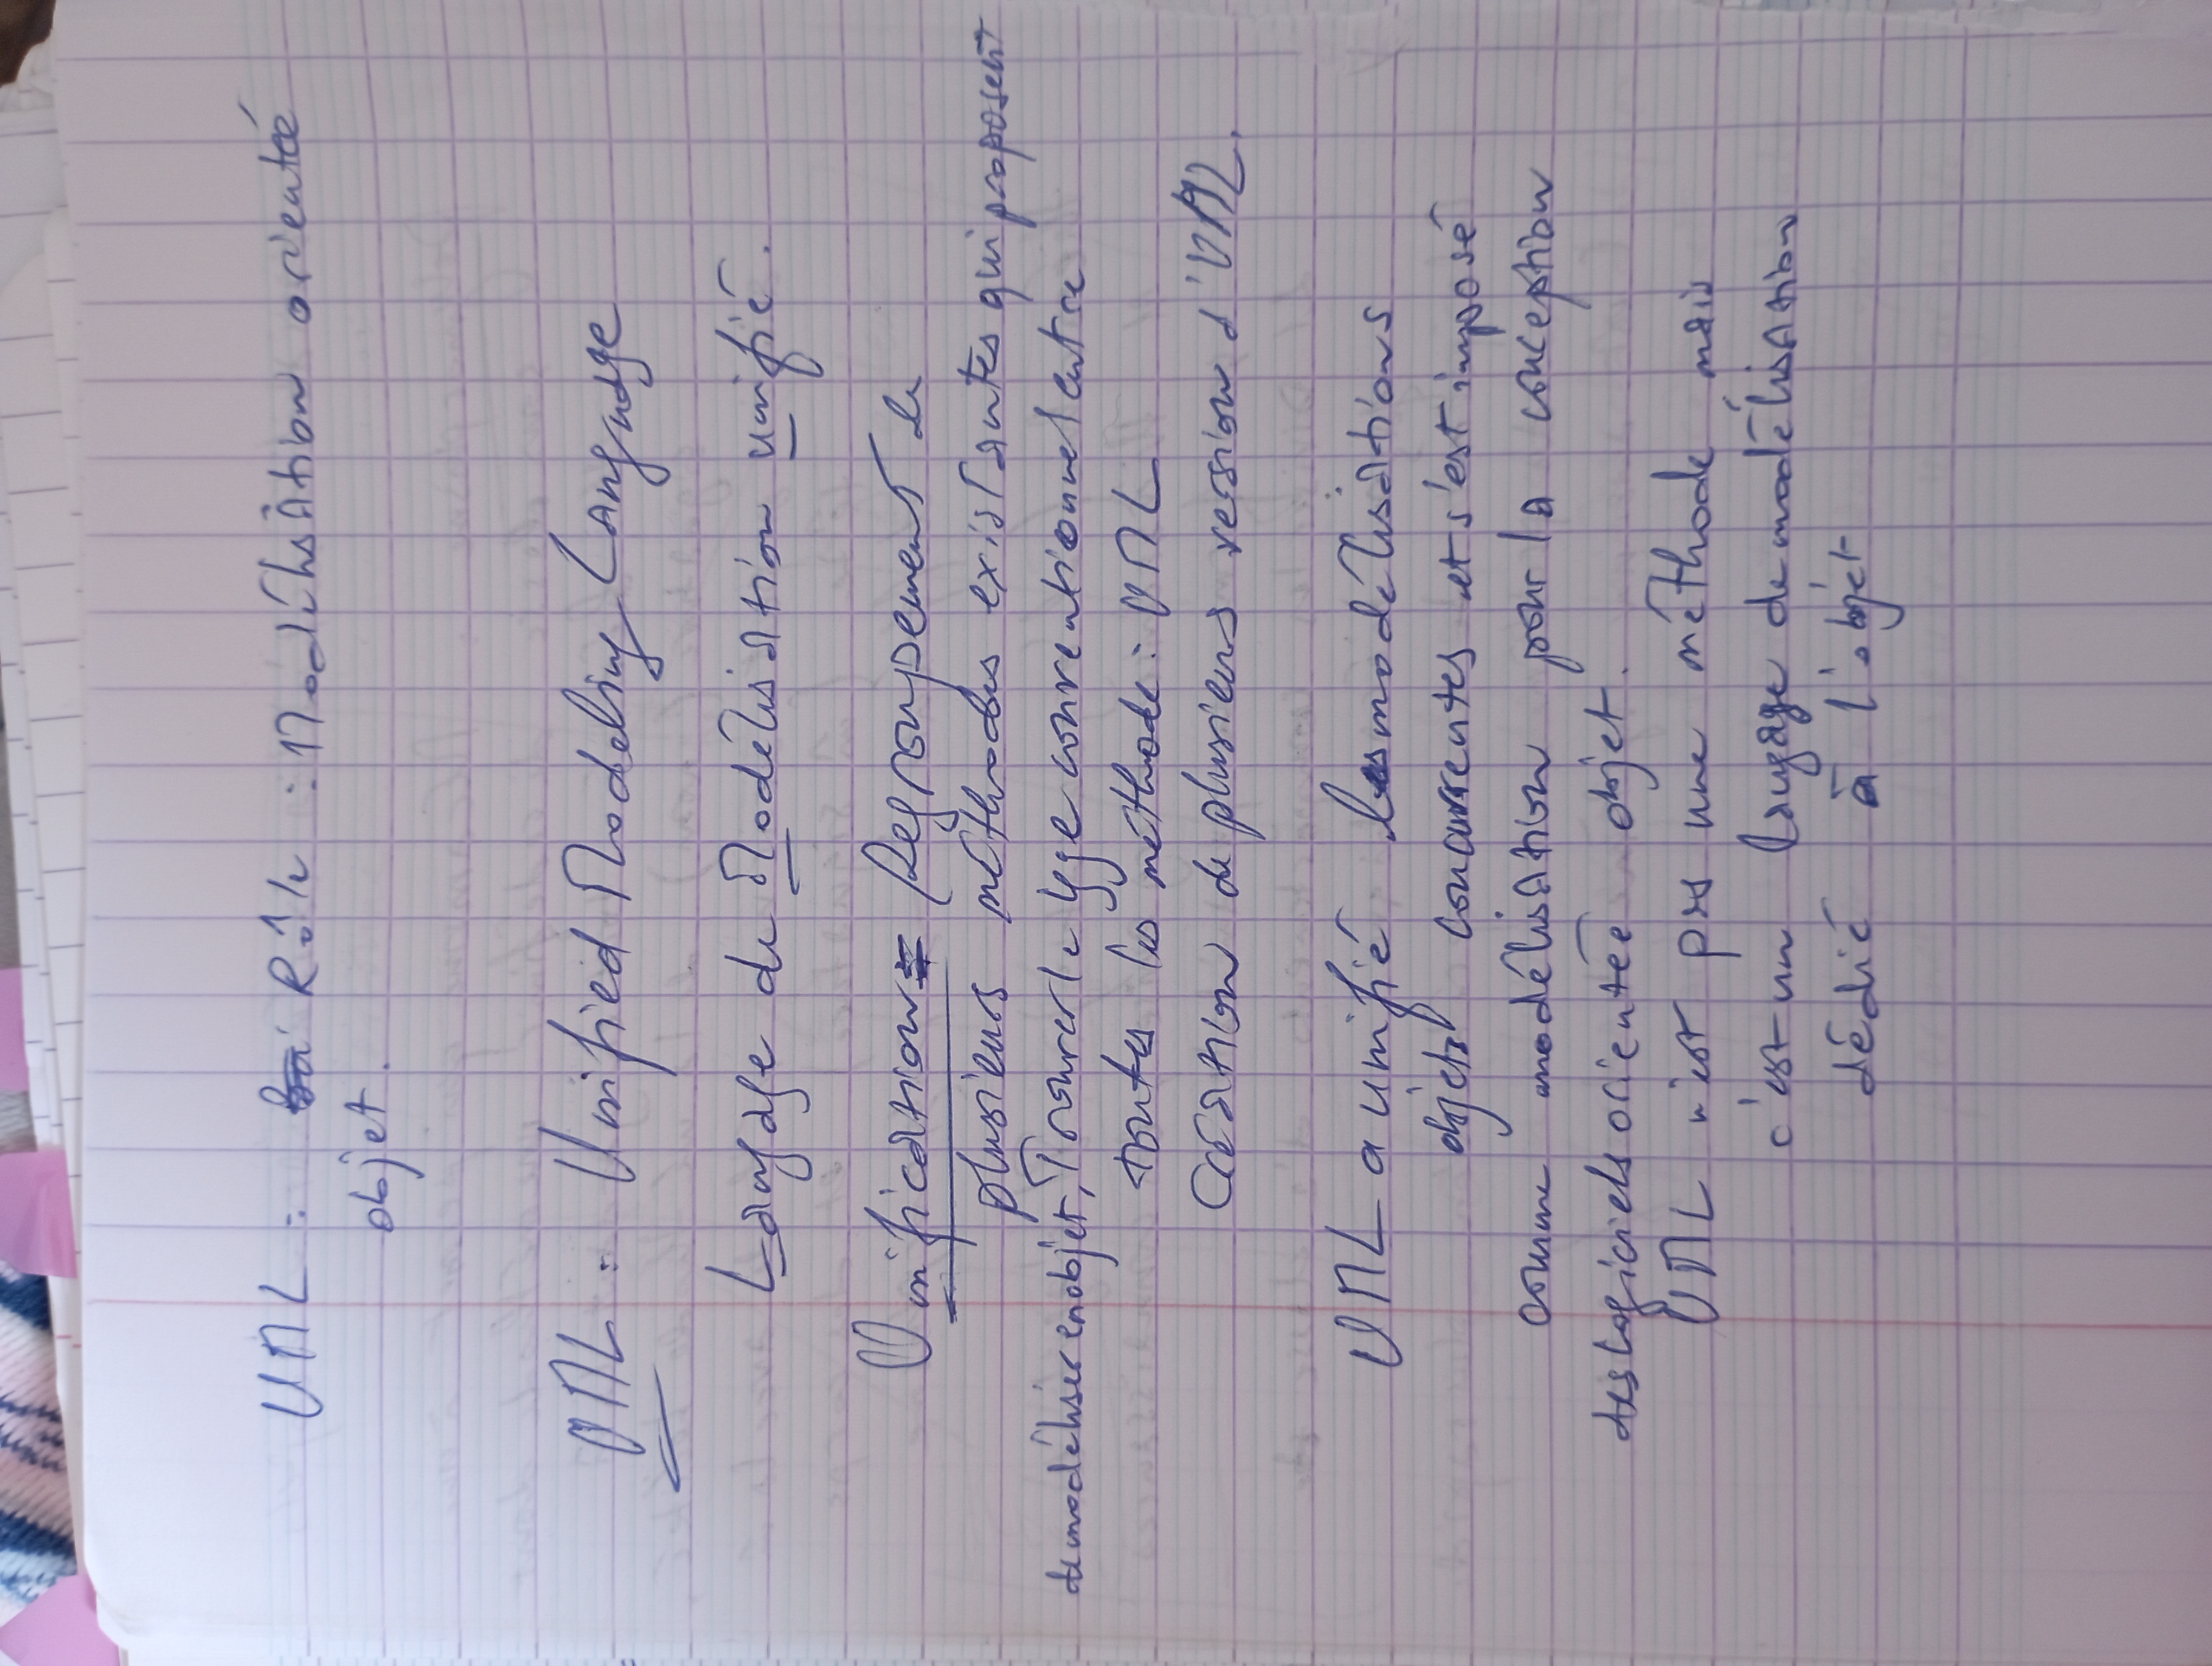 UML : Rôle : Modélisation orienteé
objet.
UML : Unified Modeling Language
Langage de Modélisation unifié.
Unification = Regroupement de
plusieurs méthodes existantes qui proposent
de modéliser en objet, Trouver le conventionnel entre
toutes les méthode : UML
Création de plusieurs version d'UML.
UML a unifié les modélisations
objets concurrentes et s'est imposé
comme modélisation pour la conception
des logiciels orienteé objet.
UML n'est pas une méthode mais
c'est un langage de modélisation
dédié à l'objet